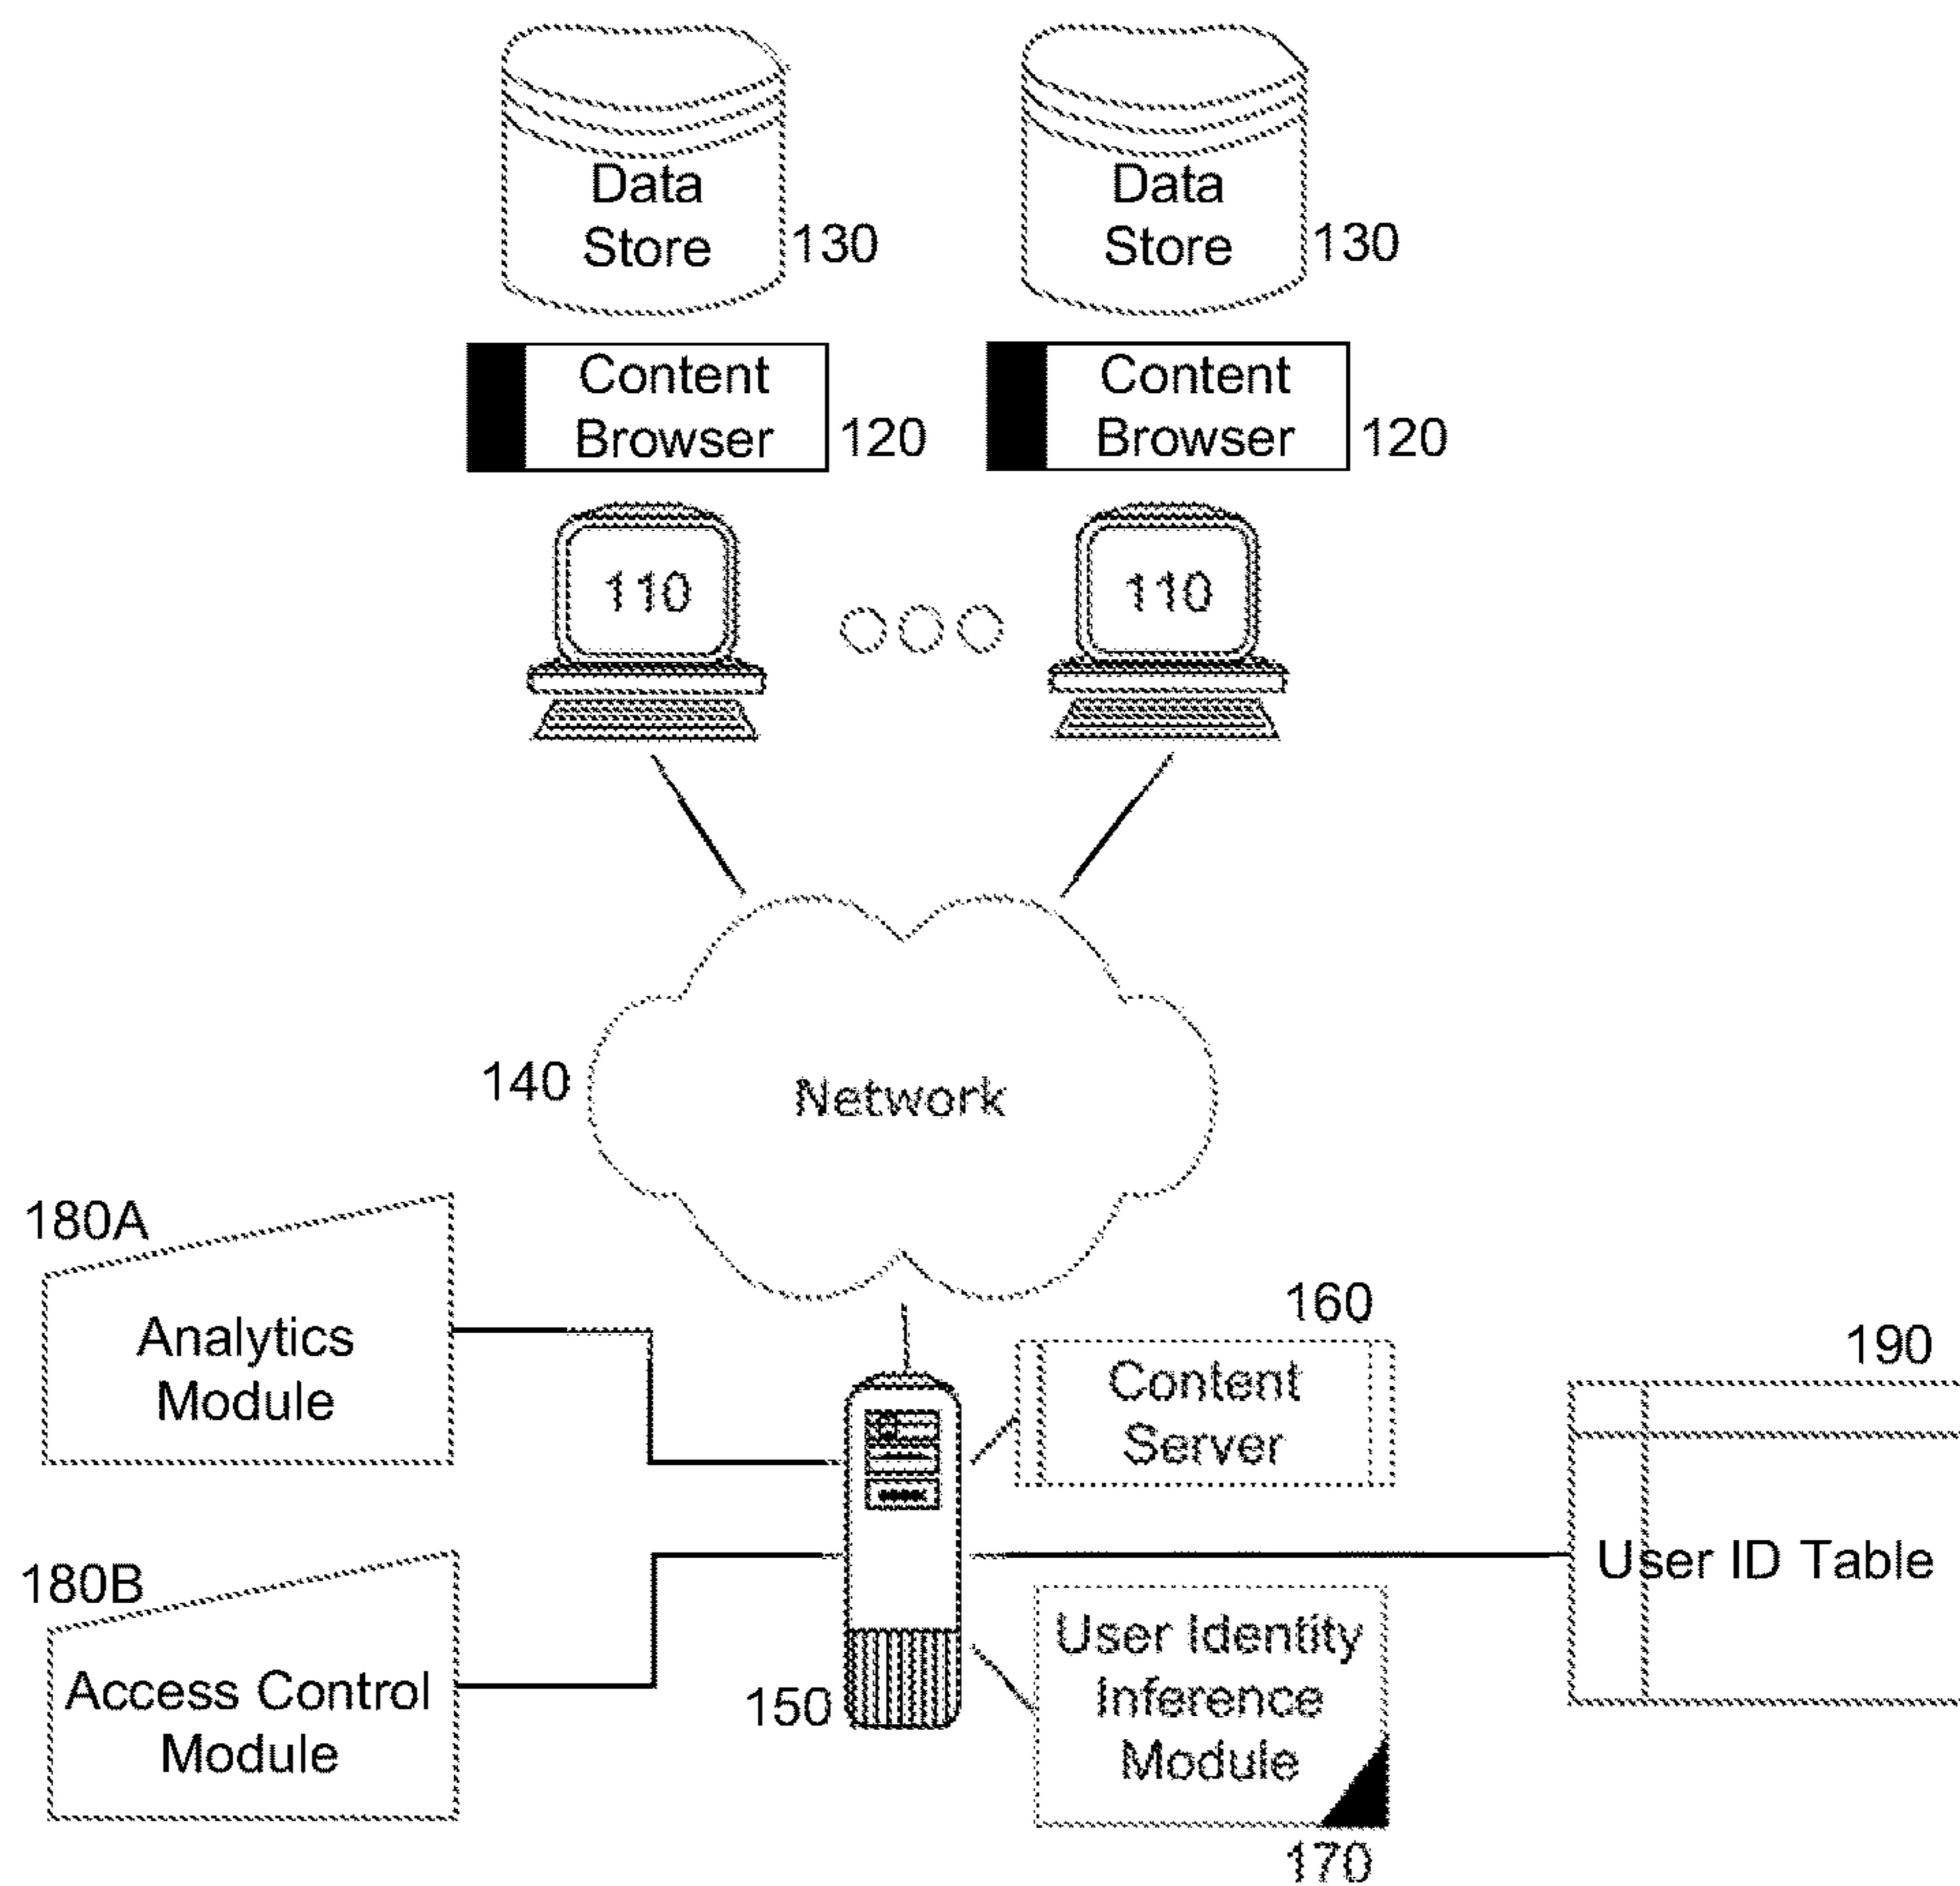 Data
Store
130
Data
Store
130
Content
Browser
120
Content
Browser
120
110
110
140
Network
180A
Analytics
Module
160
Content
Server
190
User ID Table
180B
Access Control
Module
150
User Identity
Inference
Module
170